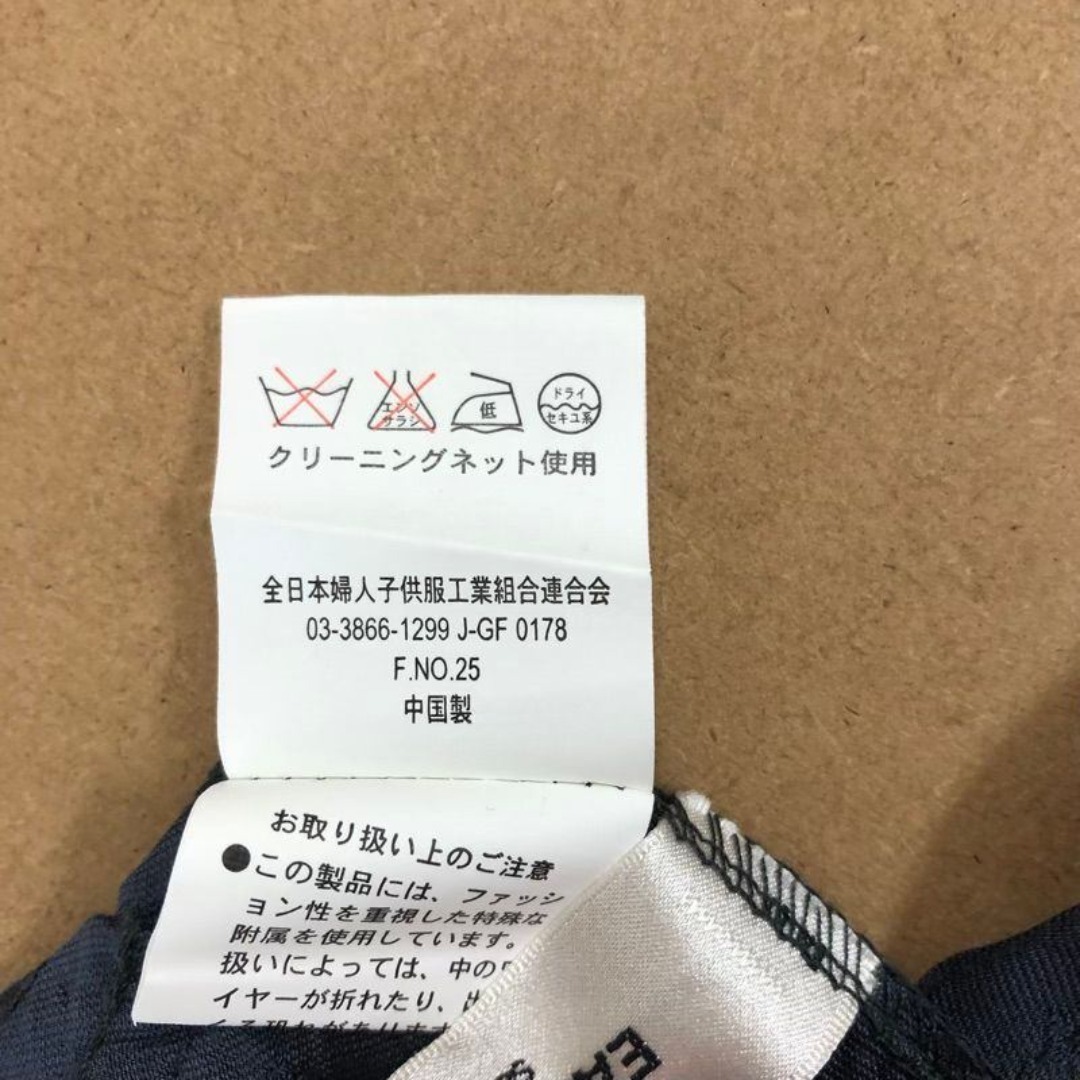 エンソ
サラシ
低
ドライ
セキユ系
クリーニングネット使用
全日本婦人子供服工業組合連合会
03-3866-1299 J-GF 0178
F.NO.25
中国製
お取り扱い上のご注意
●この製品には、ファッシ
ョン性を重視した特殊な
附属を使用しています。
扱いによっては、中の
イヤーが折れたり、